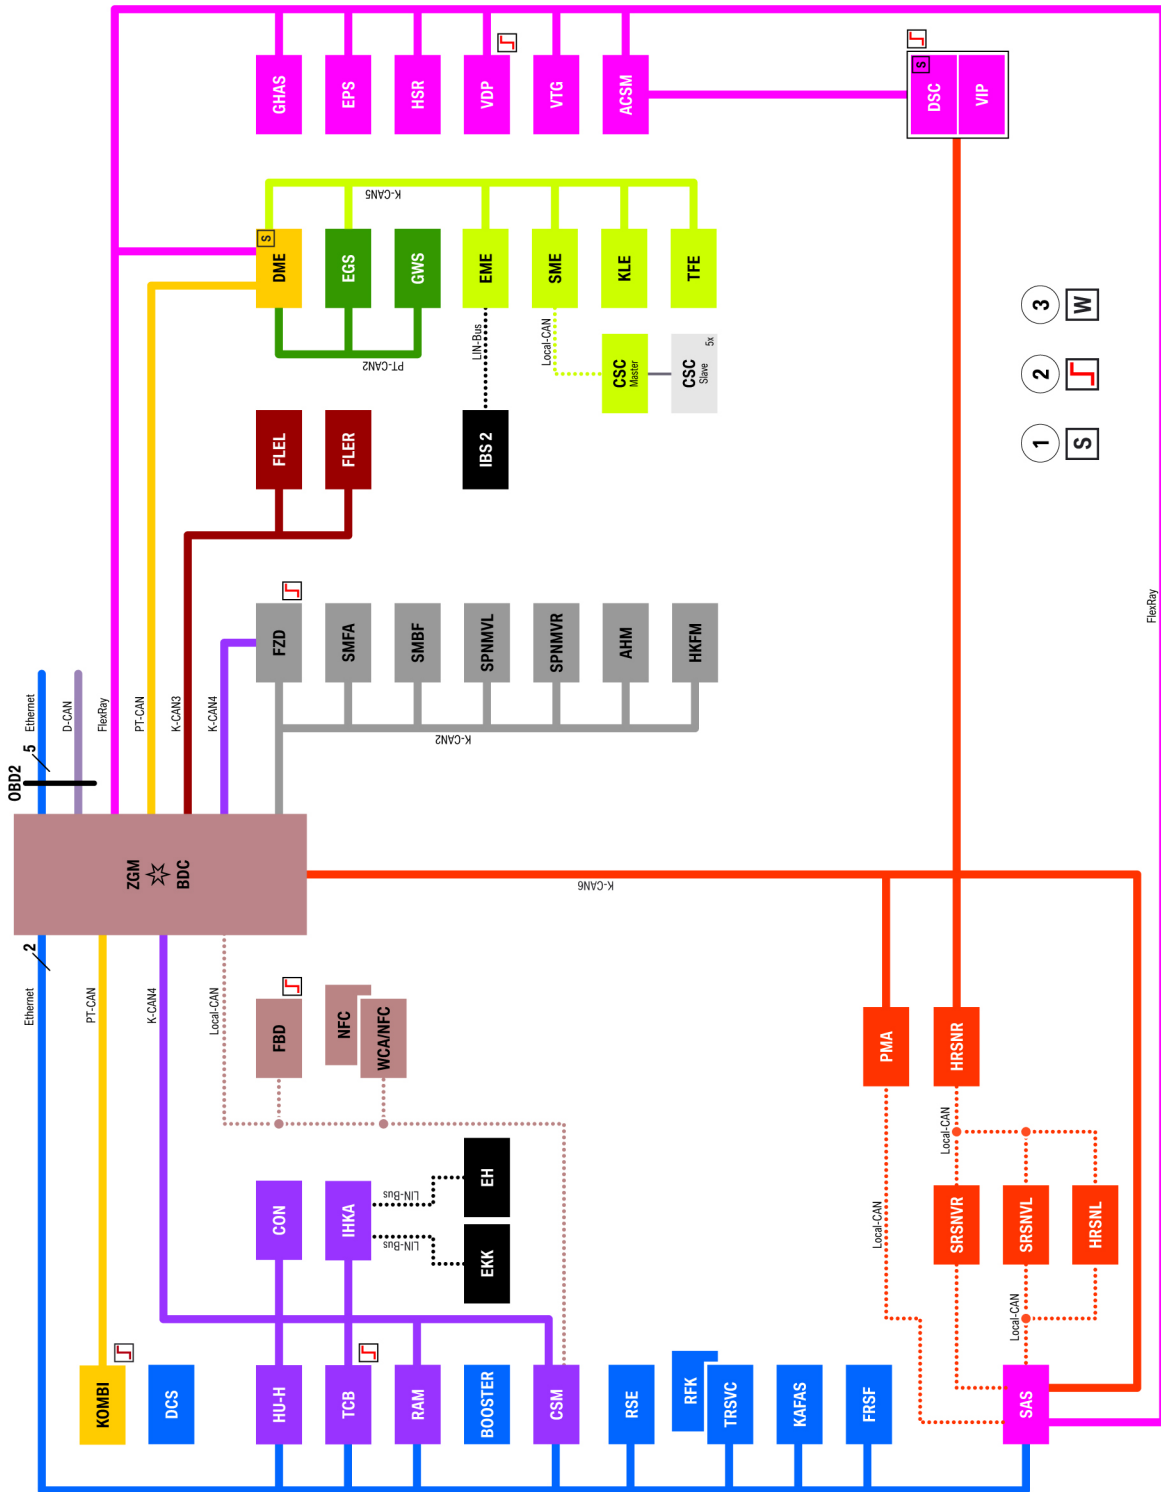 OBD2
Ethernet
2
5
Ethernet
D-CAN
PT-CAN
KOMBI
FlexRay
ZGM
PT-CAN
K-CAN4
DCS
BDC
K-CAN3
Local-CAN
K-CAN4
HU-H
CON
FBD
FZD
FLEL
S
DME
GHAS
TCB
IHKA
NFC
SMFA
FLER
EGS
EPS
WCA/NFC
PT-CAN2
K-CAN5
LIN-Bus
LIN-Bus
RAM
SMBF
GWS
HSR
K-CAN2
BOOSTER
EKK
EH
SPNMVL
IBS 2
LIN-Bus
EME
VDP
CSM
SPNMVR
Local-CAN
SME
VTG
K-CAN6
RSE
AHM
CSC
Master
KLE
ACSM
RFK
HKFM
CSC
Slave
5x
TFE
TRSVC
KAFAS
FRSF
Local-CAN
PMA
S
DSC
VIP
Local-CAN
SRSNVR
HRSNR
Local-CAN
SAS
SRSNVL
HRSNL
1
2
3
S
W
FlexRay